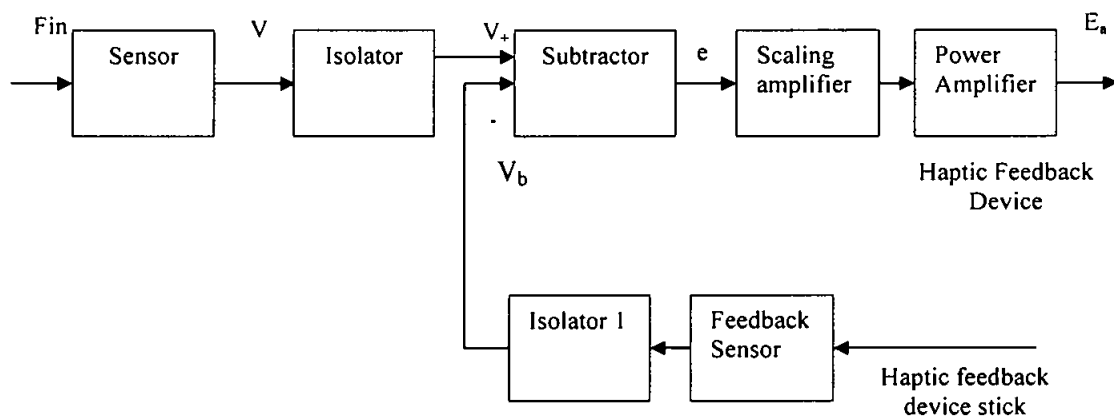 Fin
Sensor
V
Isolator
V+
Subtractor
e
Scaling
amplifier
Power
Amplifier
Ea
-
Vb
Haptic Feedback
Device
Isolator 1
Feedback
Sensor
Haptic feedback
device stick